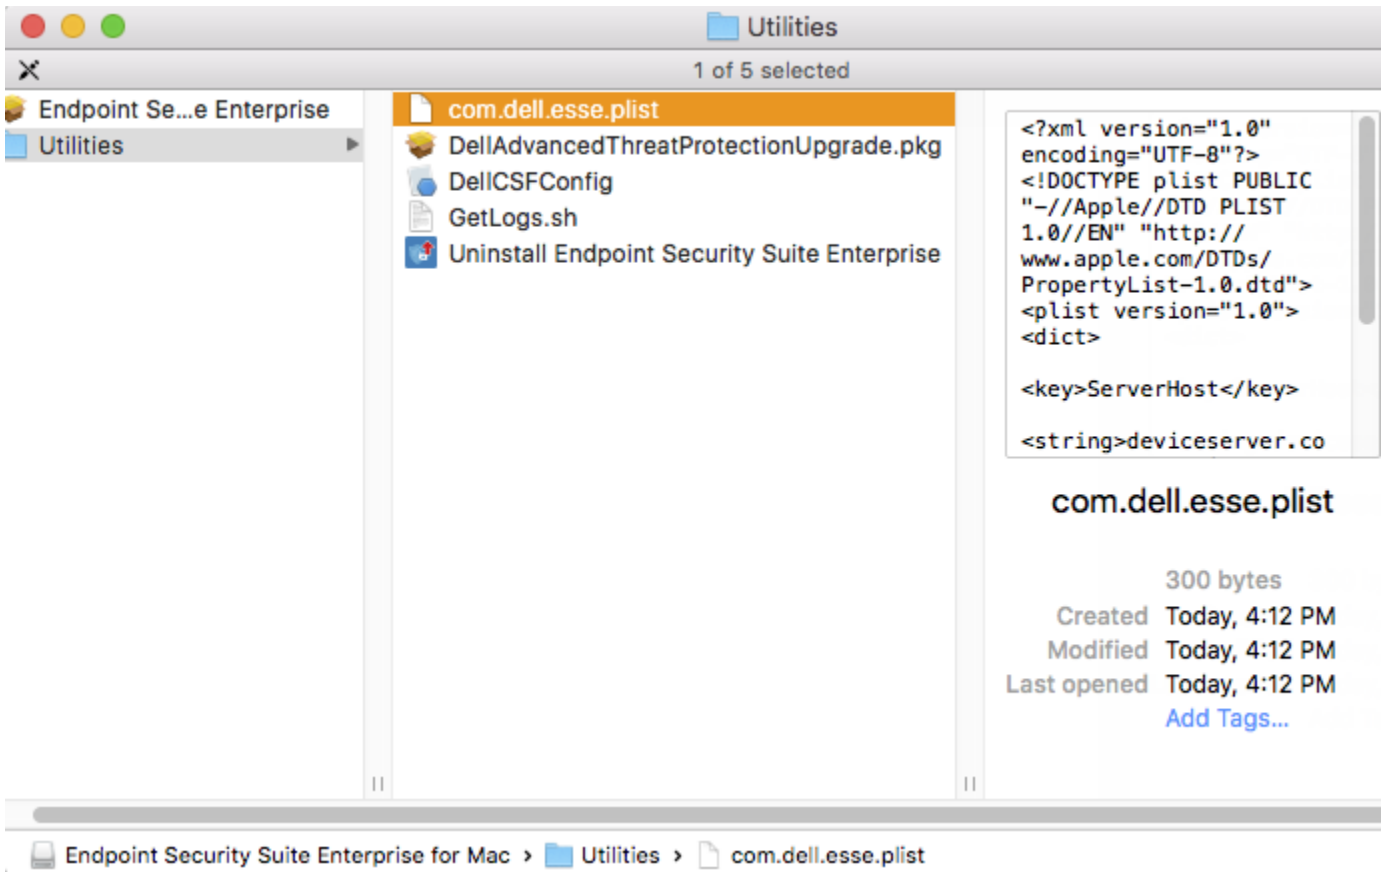 Utilities
1 of 5 selected
Endpoint Se...e Enterprise
Utilities
com.dell.esse.plist
DellAdvancedThreatProtectionUpgrade.pkg
DellCSFConfig
GetLogs.sh
Uninstall Endpoint Security Suite Enterprise
<?xml version="1.0"
encoding="UTF-8"?>
<!DOCTYPE plist PUBLIC
"-//Apple//DTD PLIST
1.0//EN" "http://
www.apple.com/DTDs/
PropertyList-1.0.dtd">
<plist version="1.0">
<dict>
<key>ServerHost</key>
<string>deviceserver.co
com.dell.esse.plist
300 bytes
Created Today, 4:12 PM
Modified Today, 4:12 PM
Last opened Today, 4:12 PM
Add Tags...
Endpoint Security Suite Enterprise for Mac › Utilities › com.dell.esse.plist